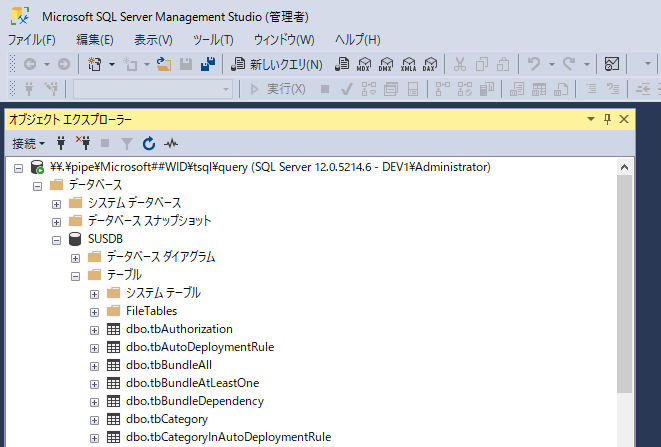 Microsoft SQL Server Management Studio (管理者)
ファイル(F) 編集(E) 表示(V) ツール(T) ウィンドウ(W) ヘルプ(H)
新しいクエリ(N) MDX DMX XMLA DAX
実行(X)
オブジェクト エクスプローラー
接続
¥¥.¥pipe¥Microsoft##WID¥tsql¥query (SQL Server 12.0.5214.6 - DEV1¥Administrator)
データベース
システム データベース
データベース スナップショット
SUSDB
データベース ダイアグラム
テーブル
システム テーブル
FileTables
dbo.tbAuthorization
dbo.tbAutoDeploymentRule
dbo.tbBundleAll
dbo.tbBundleAtLeastOne
dbo.tbBundleDependency
dbo.tbCategory
dbo.tbCategoryInAutoDeploymentRule